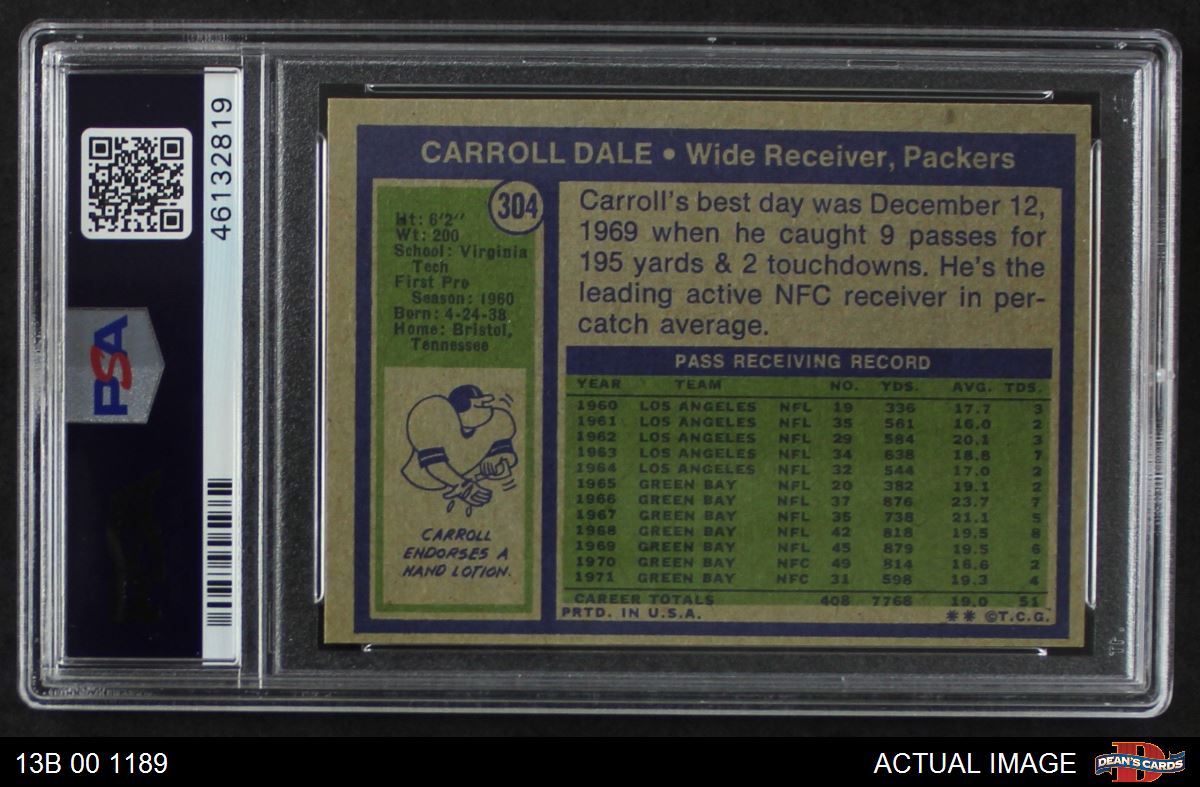 46132819
PSA
CARROLL DALE • Wide Receiver, Packers
304
Ht: 6'2"
Wt: 200
School: Virginia
Tech
First Pro
Season: 1960
Born: 4-24-38
Home: Bristol,
Tennessee
CARROLL
ENDORSES A
HAND LOTION.
Carroll's best day was December 12,
1969 when he caught 9 passes for
195 yards & 2 touchdowns. He's the
leading active NFC receiver in per-
catch average.
PASS RECEIVING RECORD
YEAR TEAM NO. YDS. AVG. TDS.
1960 LOS ANGELES NFL 19 336 17.7 3
1961 LOS ANGELES NFL 35 561 16.0 2
1962 LOS ANGELES NFL 29 584 20.1 3
1963 LOS ANGELES NFL 34 638 18.8 7
1964 LOS ANGELES NFL 32 544 17.0 2
1965 GREEN BAY NFL 20 382 19.1 2
1966 GREEN BAY NFL 37 876 23.7 7
1967 GREEN BAY NFL 35 738 21.1 5
1968 GREEN BAY NFL 42 818 19.5 8
1969 GREEN BAY NFL 45 879 19.5 6
1970 GREEN BAY NFC 49 814 16.6 2
1971 GREEN BAY NFC 31 598 19.3 4
CAREER TOTALS 408 7768 19.0 51
PRTD. IN U.S.A. ** ©T.C.G.
13B 00 1189
ACTUAL IMAGE
DEAN'S CARDS